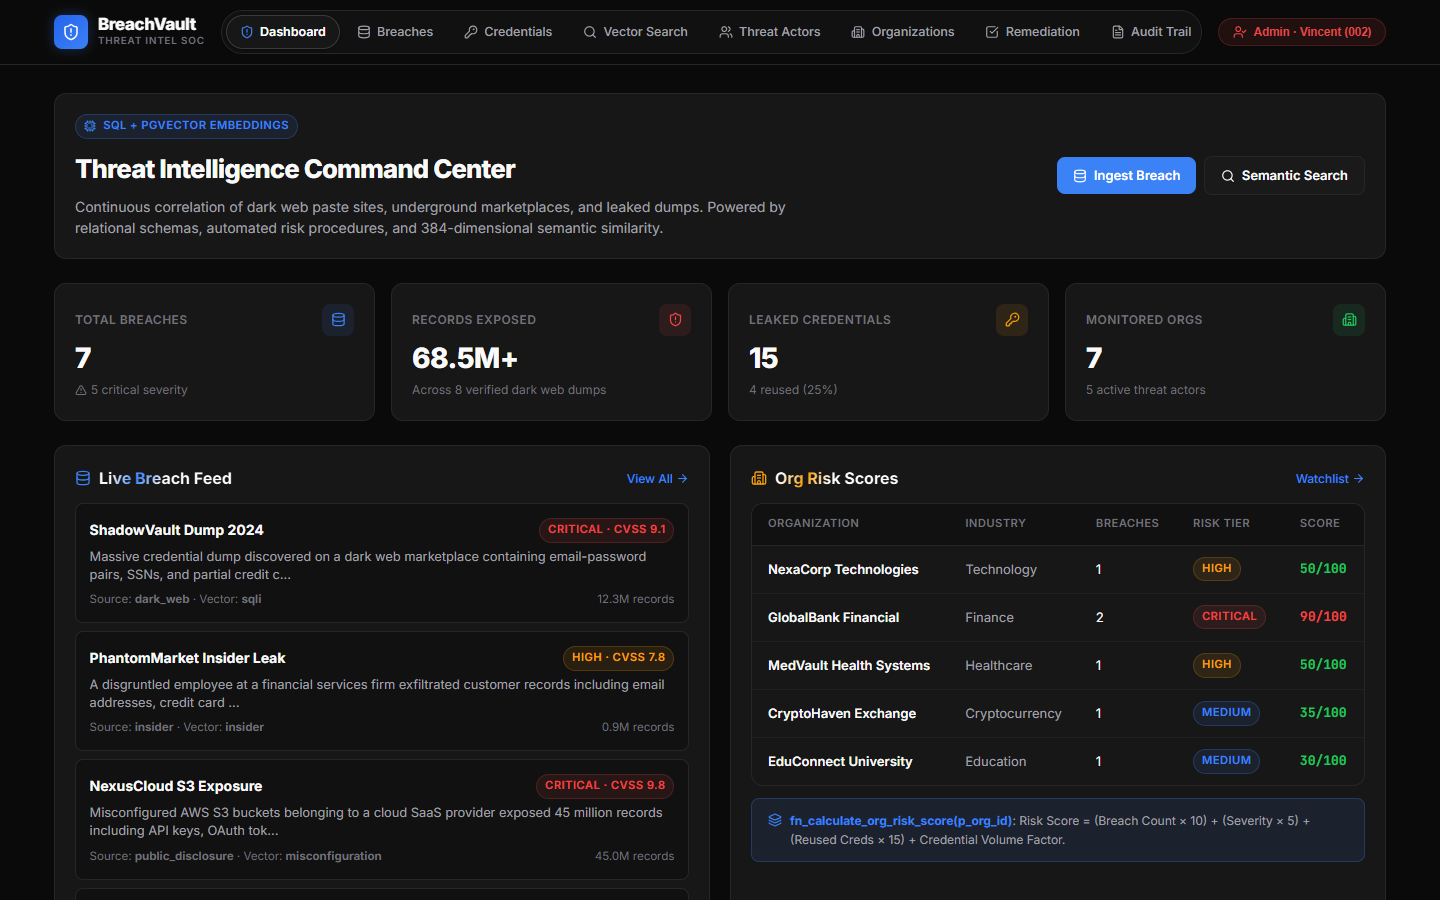 BreachVault
THREAT INTEL SOC
Dashboard
Breaches
Credentials
Vector Search
Threat Actors
Organizations
Remediation
Audit Trail
Admin · Vincent (002)
SQL + PGVECTOR EMBEDDINGS
Threat Intelligence Command Center
Continuous correlation of dark web paste sites, underground marketplaces, and leaked dumps. Powered by
relational schemas, automated risk procedures, and 384-dimensional semantic similarity.
Ingest Breach
Semantic Search
TOTAL BREACHES
7
5 critical severity
RECORDS EXPOSED
68.5M+
Across 8 verified dark web dumps
LEAKED CREDENTIALS
15
4 reused (25%)
MONITORED ORGS
7
5 active threat actors
Live Breach Feed
View All →
ShadowVault Dump 2024
CRITICAL · CVSS 9.1
Massive credential dump discovered on a dark web marketplace containing email-password
pairs, SSNs, and partial credit c...
Source: dark_web · Vector: sqli
12.3M records
PhantomMarket Insider Leak
HIGH · CVSS 7.8
A disgruntled employee at a financial services firm exfiltrated customer records including email
addresses, credit card ...
Source: insider · Vector: insider
0.9M records
NexusCloud S3 Exposure
CRITICAL · CVSS 9.8
Misconfigured AWS S3 buckets belonging to a cloud SaaS provider exposed 45 million records
including API keys, OAuth tok...
Source: public_disclosure · Vector: misconfiguration
45.0M records
Org Risk Scores
Watchlist →
ORGANIZATION INDUSTRY BREACHES RISK TIER SCORE
NexaCorp Technologies Technology 1 HIGH 50/100
GlobalBank Financial Finance 2 CRITICAL 90/100
MedVault Health Systems Healthcare 1 HIGH 50/100
CryptoHaven Exchange Cryptocurrency 1 MEDIUM 35/100
EduConnect University Education 1 MEDIUM 30/100
fn_calculate_org_risk_score(p_org_id): Risk Score = (Breach Count × 10) + (Severity × 5) +
(Reused Creds × 15) + Credential Volume Factor.